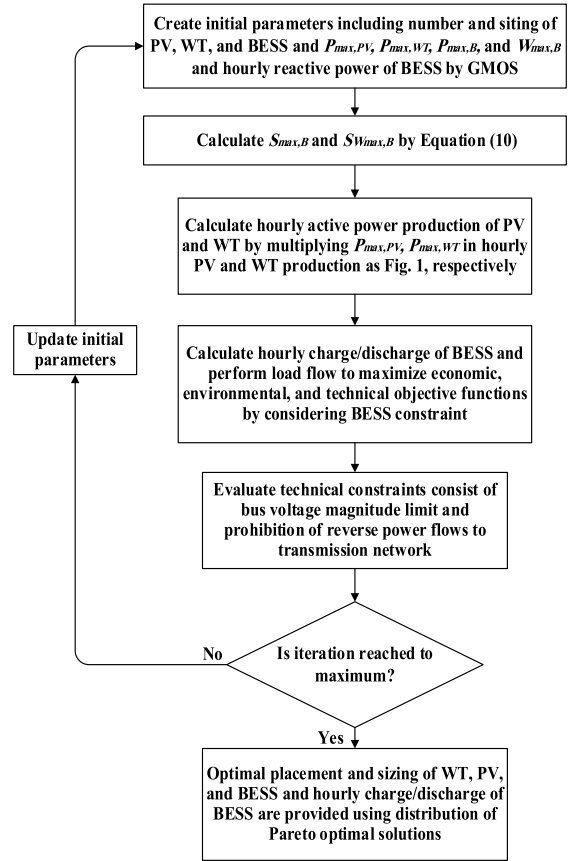 Create initial parameters including number and siting of
PV, WT, and BESS and Pmax,PV, Pmax,WT, Pmax,B, and Wmax,B
and hourly reactive power of BESS by GMOS
Calculate Smax,B and SWmax,B by Equation (10)
Calculate hourly active power production of PV
and WT by multiplying Pmax,PV, Pmax,WT in hourly
PV and WT production as Fig. 1, respectively
Update initial
parameters
Calculate hourly charge/discharge of BESS and
perform load flow to maximize economic,
environmental, and technical objective functions
by considering BESS constraint
Evaluate technical constraints consist of
bus voltage magnitude limit and
prohibition of reverse power flows to
transmission network
No
Is iteration reached to
maximum?
Yes
Optimal placement and sizing of WT, PV,
and BESS and hourly charge/discharge of
BESS are provided using distribution of
Pareto optimal solutions